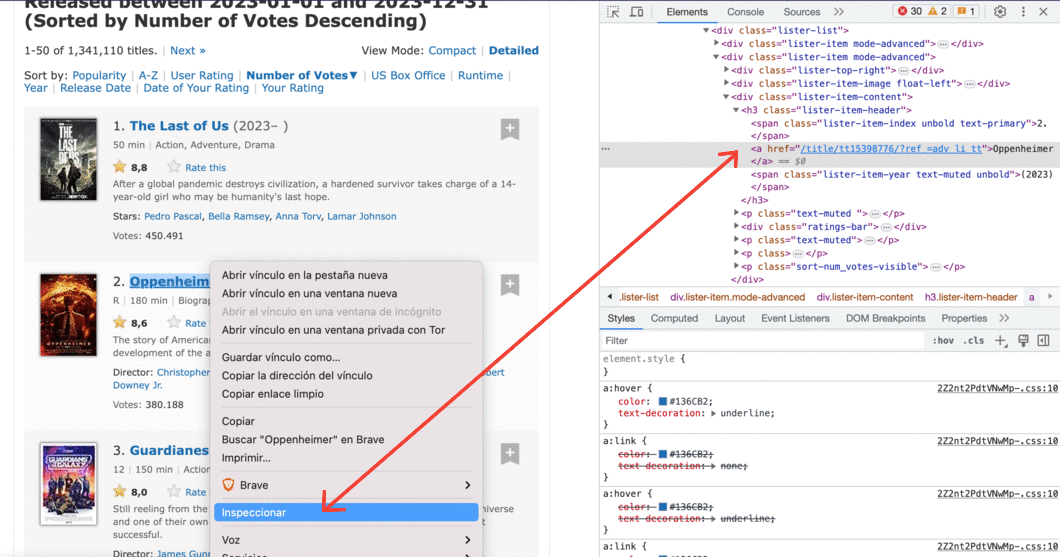 Released between 2023-01-01 and 2023-12-31
(Sorted by Number of Votes Descending)
1-50 of 1,341,110 titles. | Next »
View Mode: Compact | Detailed
Sort by: Popularity | A-Z | User Rating | Number of Votes▼ | US Box Office | Runtime |
Year | Release Date | Date of Your Rating | Your Rating
THE
LAST
OF US
1. The Last of Us (2023– )
50 min | Action, Adventure, Drama
8,8 Rate this
After a global pandemic destroys civilization, a hardened survivor takes charge of a 14-
year-old girl who may be humanity's last hope.
Stars: Pedro Pascal, Bella Ramsey, Anna Torv, Lamar Johnson
Votes: 450.491
OPPENHEIMER
2. Oppenheim
R | 180 min | Biograp
8,6 Rate
The story of American
development of the a
Director: Christopher
Downey Jr.
ert
Votes: 380.188
GUARDIANS
GALAXY
3. Guardianes
12 | 150 min | Action
8,0 Rate
Still reeling from the
niverse
and one of their own
t
successful.
Director: James Gunn
Abrir vínculo en la pestaña nueva
Abrir vínculo en una ventana nueva
Abrir el vínculo en una ventana de incógnito
Abrir vínculo en una ventana privada con Tor
Guardar vínculo como...
Copiar la dirección del vínculo
Copiar enlace limpio
Copiar
Buscar "Oppenheimer" en Brave
Imprimir...
Brave
Inspeccionar
Voz
Servicios
Elements Console Sources » 30 2 1
<div class="lister-list">
<div class="lister-item mode-advanced">…</div>
<div class="lister-item mode-advanced">
<div class="lister-top-right">…</div>
<div class="lister-item-image float-left">…</div>
<div class="lister-item-content">
<h3 class="lister-item-header">
<span class="lister-item-index unbold text-primary">2.
</span>
<a href="/title/tt15398776/?ref_=adv_li_tt">Oppenheimer
</a> == $0
<span class="lister-item-year text-muted unbold">(2023)
</span>
</h3>
<p class="text-muted ">…</p>
<div class="ratings-bar">…</div>
<p class="text-muted">…</p>
<p class>…</p>
<p class="sort-num_votes-visible">…</p>
</div>
.lister-list div.lister-item.mode-advanced div.lister-item-content h3.lister-item-header a
Styles Computed Layout Event Listeners DOM Breakpoints Properties »
Filter :hov .cls
element.style {
}
a:hover { 2Z2nt2PdtVNwMp-.css:10
color: #136CB2;
text-decoration: underline;
}
a:link { 2Z2nt2PdtVNwMp-.css:10
color: #136CB2;
text-decoration: none;
}
a:hover { 2Z2nt2PdtVNwMp-.css:10
color: #136CB2;
text-decoration: underline;
}
a:link { 2Z2nt2PdtVNwMp-.css:10